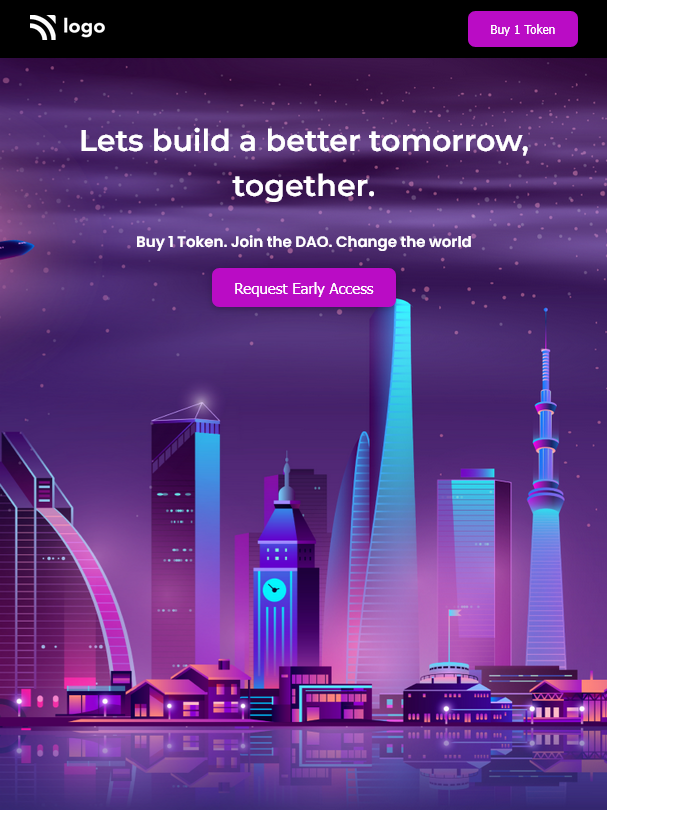 logo
Buy 1 Token
Lets build a better tomorrow,
together.
Buy 1 Token. Join the DAO. Change the world
Request Early Access